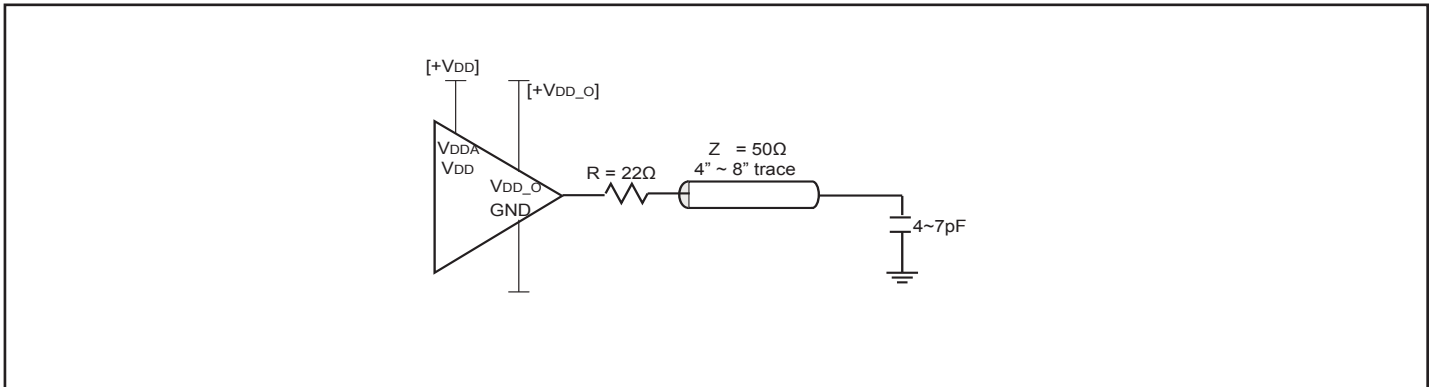 [+VDD]
[+VDD_O]
VDDA
VDD
VDD_O
GND
R = 22Ω
Z = 50Ω
4” ~ 8” trace
4~7pF